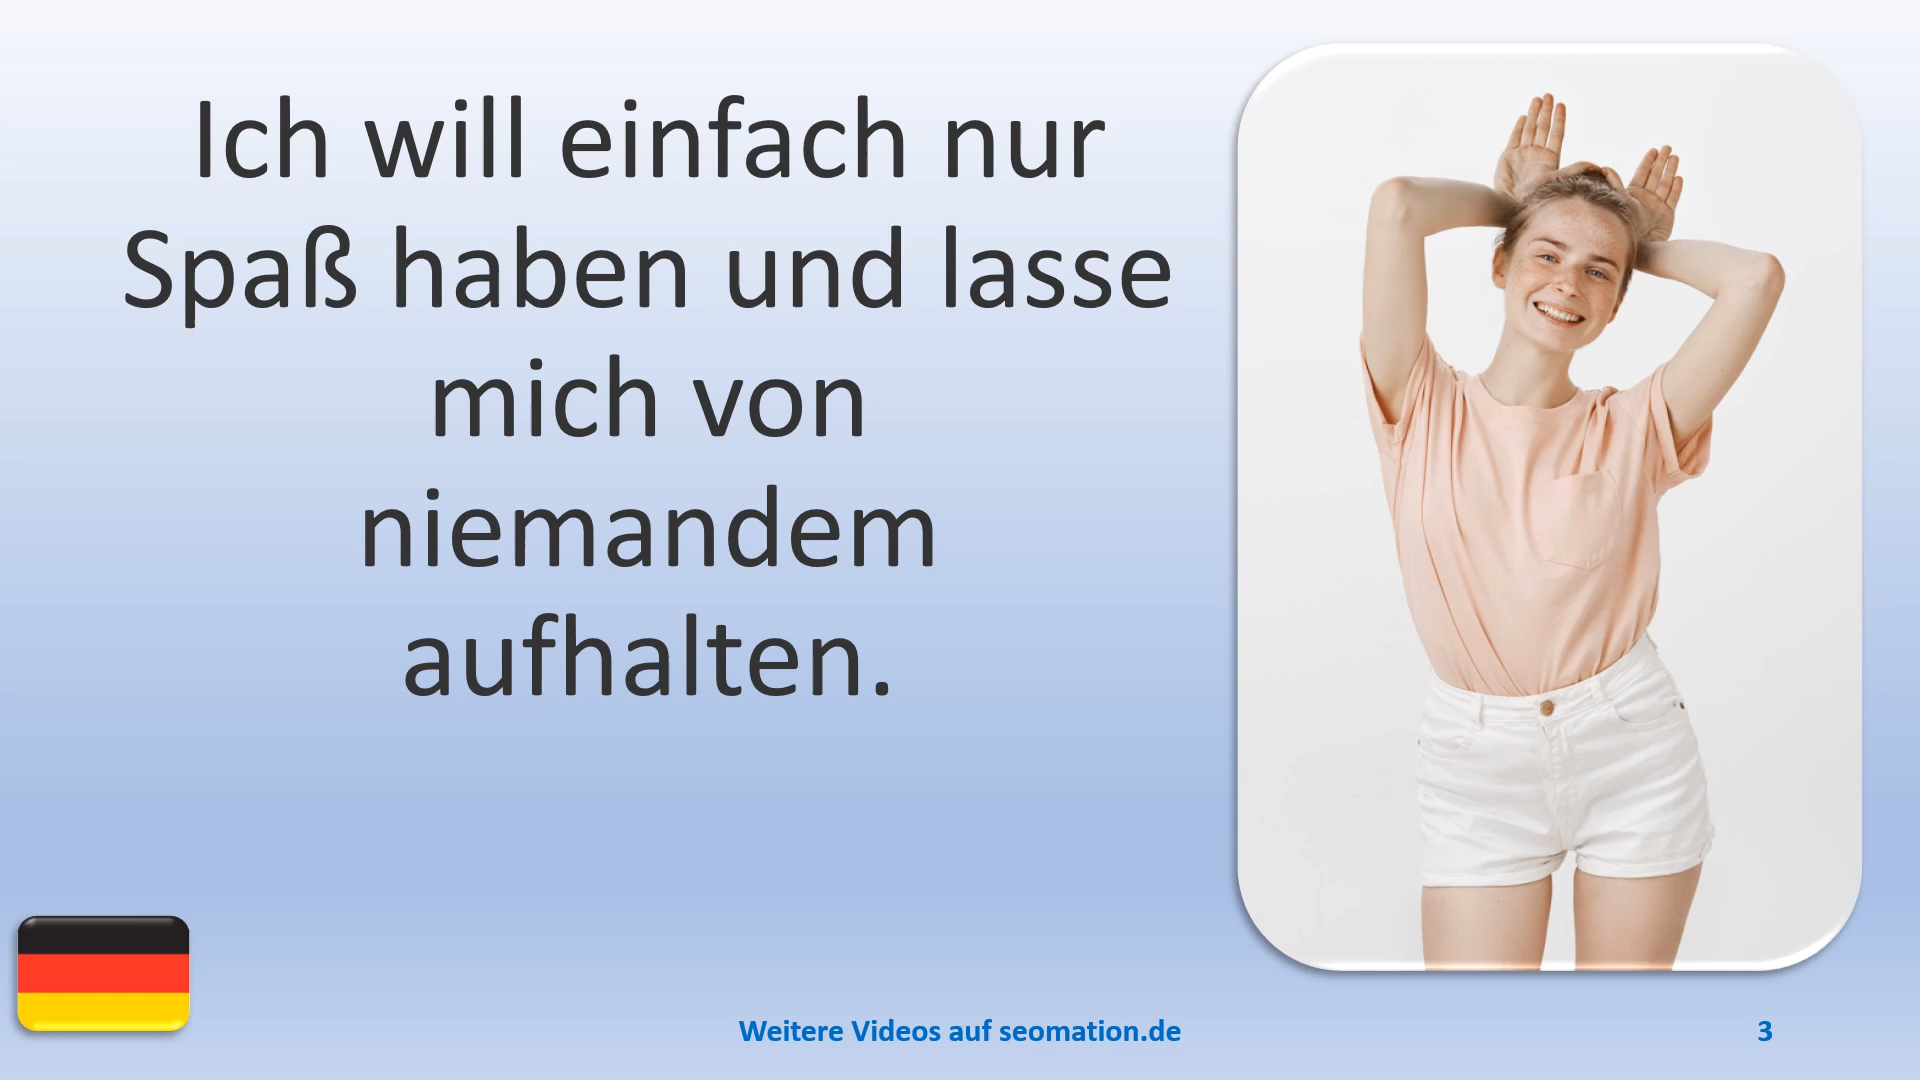 Ich will einfach nur
Spaß haben und lasse
mich von
niemandem
aufhalten.
Weitere Videos auf seomation.de
3